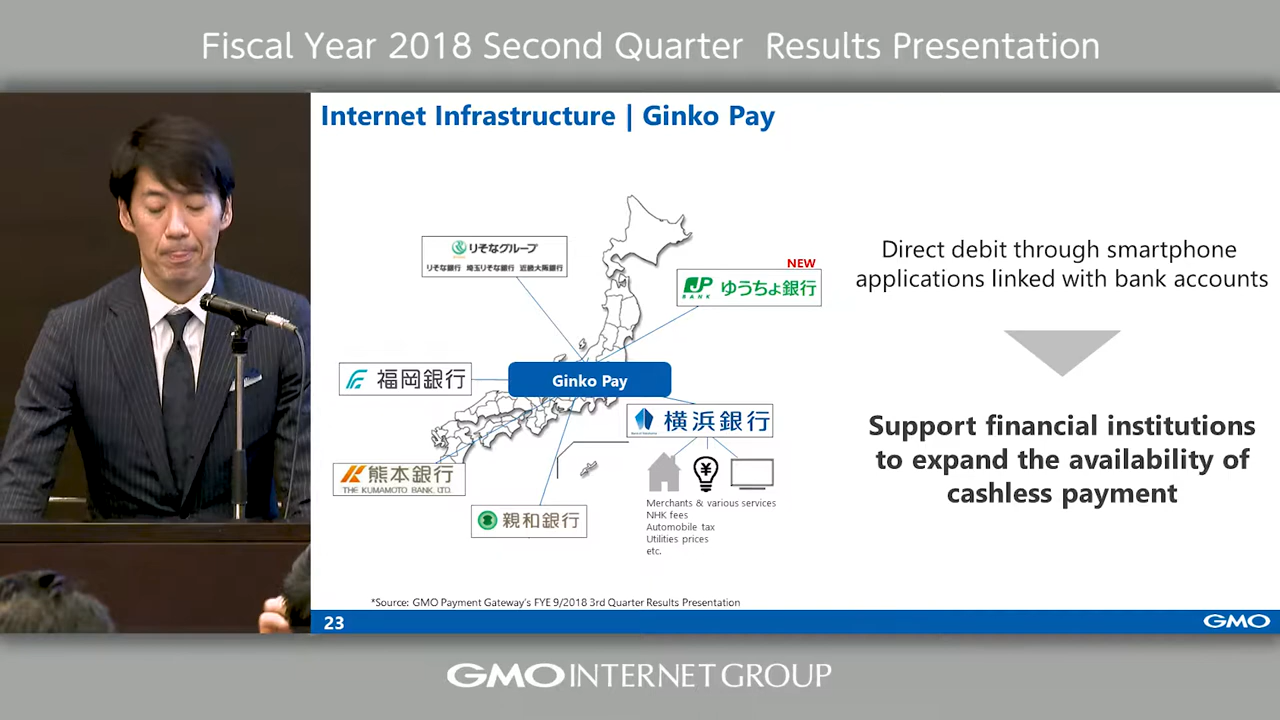 Fiscal Year 2018 Second Quarter Results Presentation
Internet Infrastructure | Ginko Pay
りそなグループ
りそな銀行 埼玉りそな銀行 近畿大阪銀行
NEW
JP BANK ゆうちょ銀行
Direct debit through smartphone
applications linked with bank accounts
福岡銀行
Ginko Pay
横浜銀行
Support financial institutions
to expand the availability of
cashless payment
熊本銀行
THE KUMAMOTO BANK, LTD.
親和銀行
Merchants & various services
NHK fees
Automobile tax
Utilities prices
etc.
*Source: GMO Payment Gateway's FYE 9/2018 3rd Quarter Results Presentation
23
GMO
GMO INTERNET GROUP